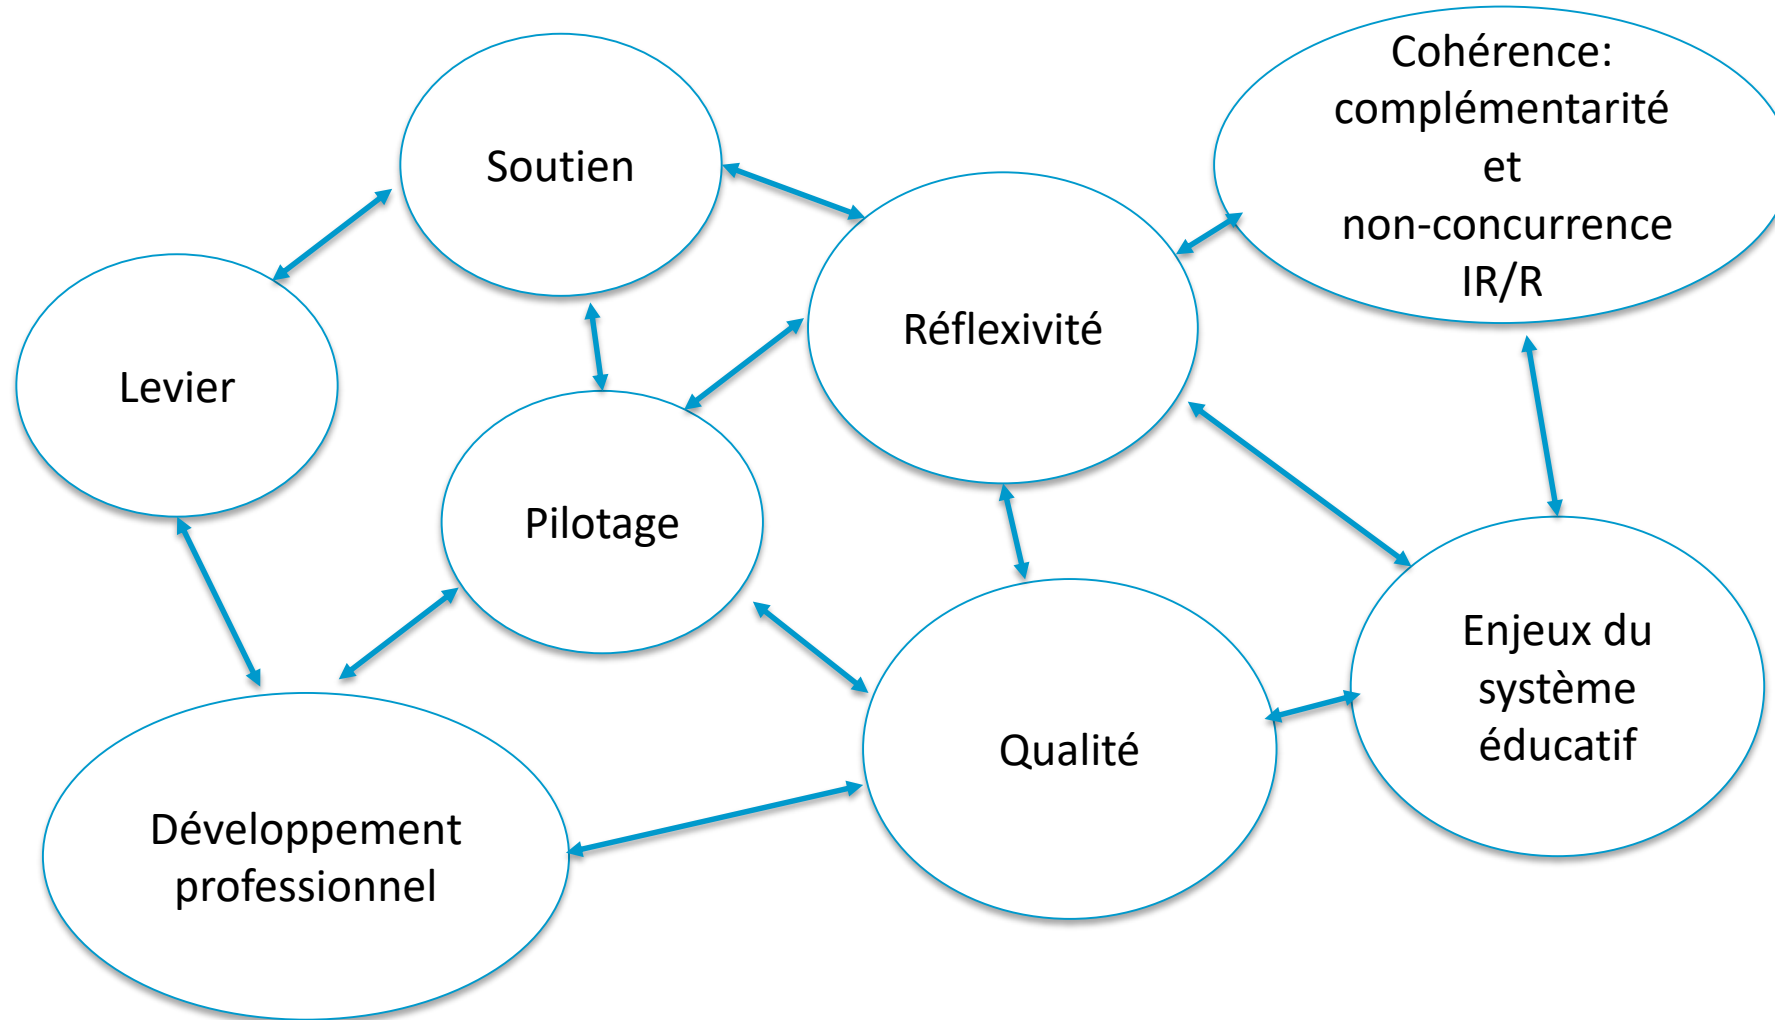 Cohérence:
complémentarité
et
non-concurrence
IR/R
Soutien
Réflexivité
Levier
Pilotage
Enjeux du
système
éducatif
Qualité
Développement
professionnel